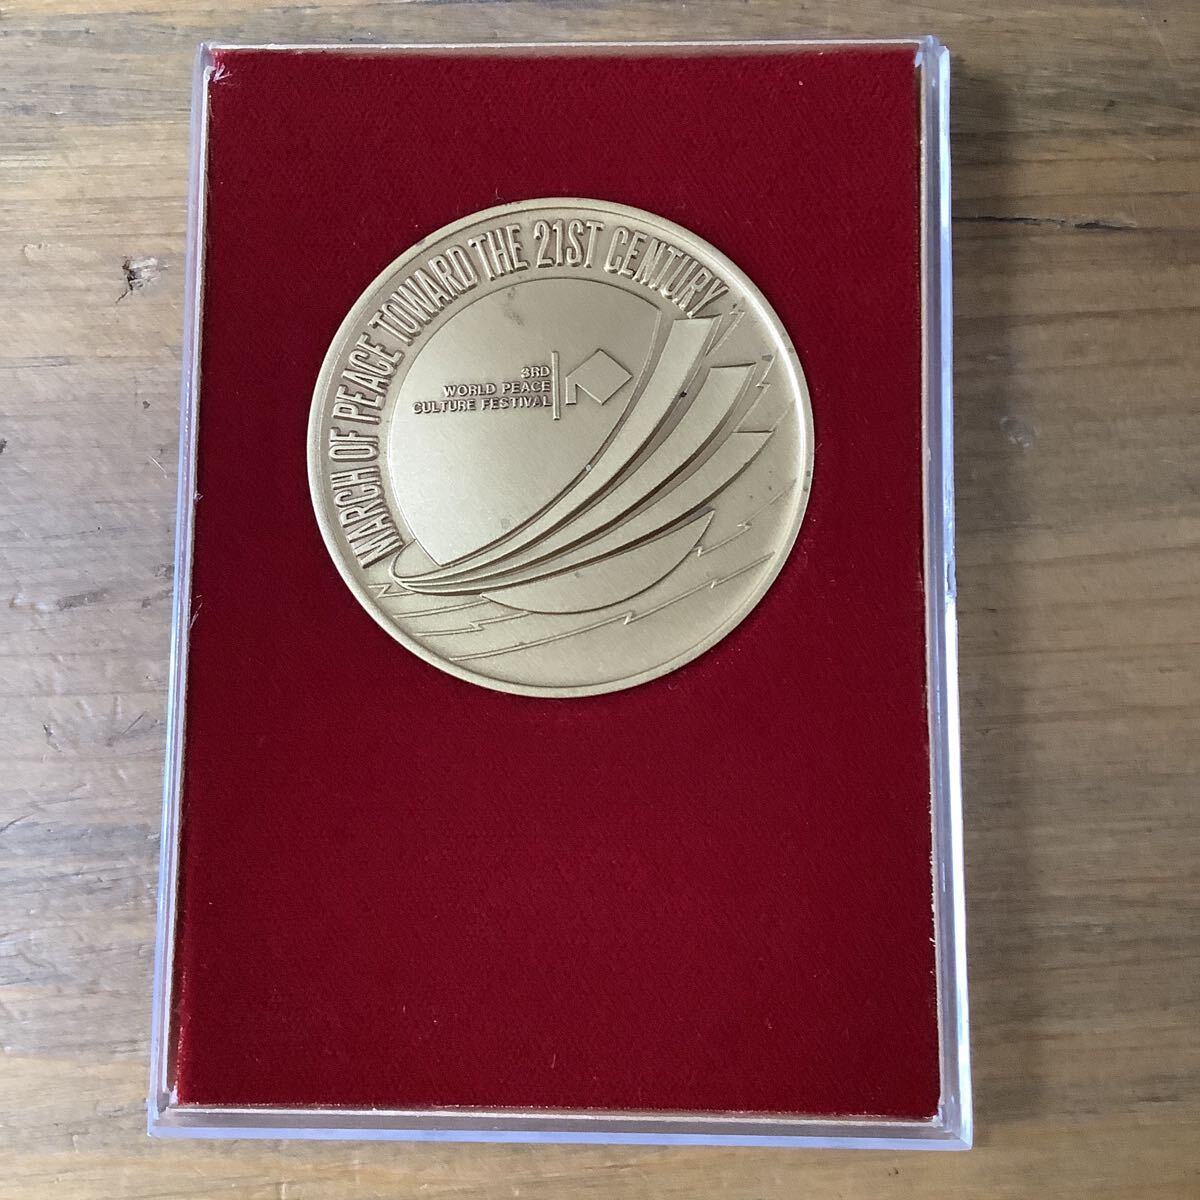 MARCH OF PEACE TOWARD THE 21ST CENTURY
3RD
WORLD PEACE
CULTURE FESTIVAL